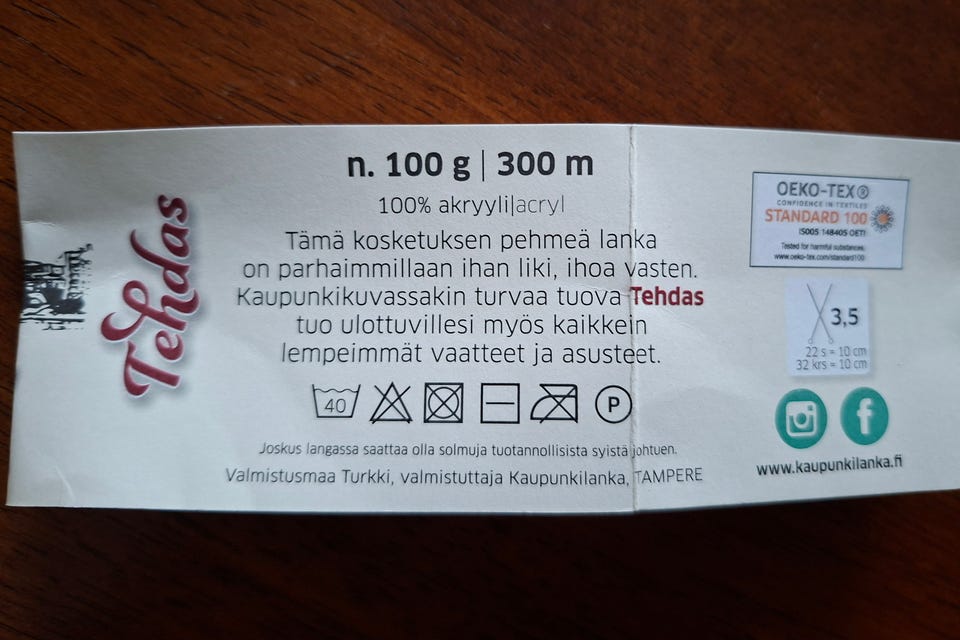 Tehdas
n. 100 g | 300 m
100% akryyli|acryl
Tämä kosketuksen pehmeä lanka
on parhaimmillaan ihan liki, ihoa vasten.
Kaupunkikuvassakin turvaa tuova Tehdas
tuo ulottuvillesi myös kaikkein
lempeimmät vaatteet ja asusteet.
40
P
Joskus langassa saattaa olla solmuja tuotannollisista syistä johtuen.
Valmistusmaa Turkki, valmistuttaja Kaupunkilanka, TAMPERE
OEKO-TEX®
CONFIDENCE IN TEXTILES
STANDARD 100
IS005 148405 OETI
Tested for harmful substances.
www.oeko-tex.com/standard100
3,5
22 s = 10 cm
32 krs = 10 cm
www.kaupunkilanka.fi